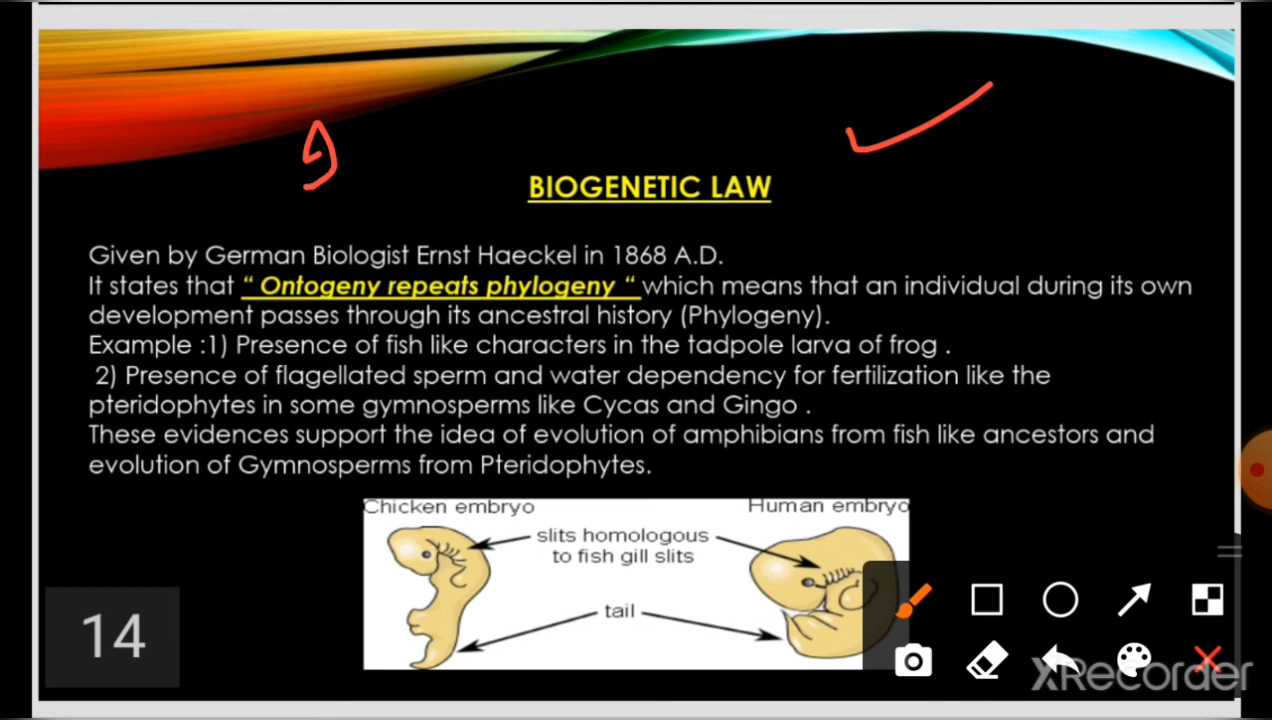 BIOGENETIC LAW
Given by German Biologist Ernst Haeckel in 1868 A.D.
It states that “ Ontogeny repeats phylogeny “ which means that an individual during its own
development passes through its ancestral history (Phylogeny).
Example :1) Presence of fish like characters in the tadpole larva of frog .
2) Presence of flagellated sperm and water dependency for fertilization like the
pteridophytes in some gymnosperms like Cycas and Gingo .
These evidences support the idea of evolution of amphibians from fish like ancestors and
evolution of Gymnosperms from Pteridophytes.
Chicken embryo
Human embryo
slits homologous
to fish gill slits
tail
14
XRecorder